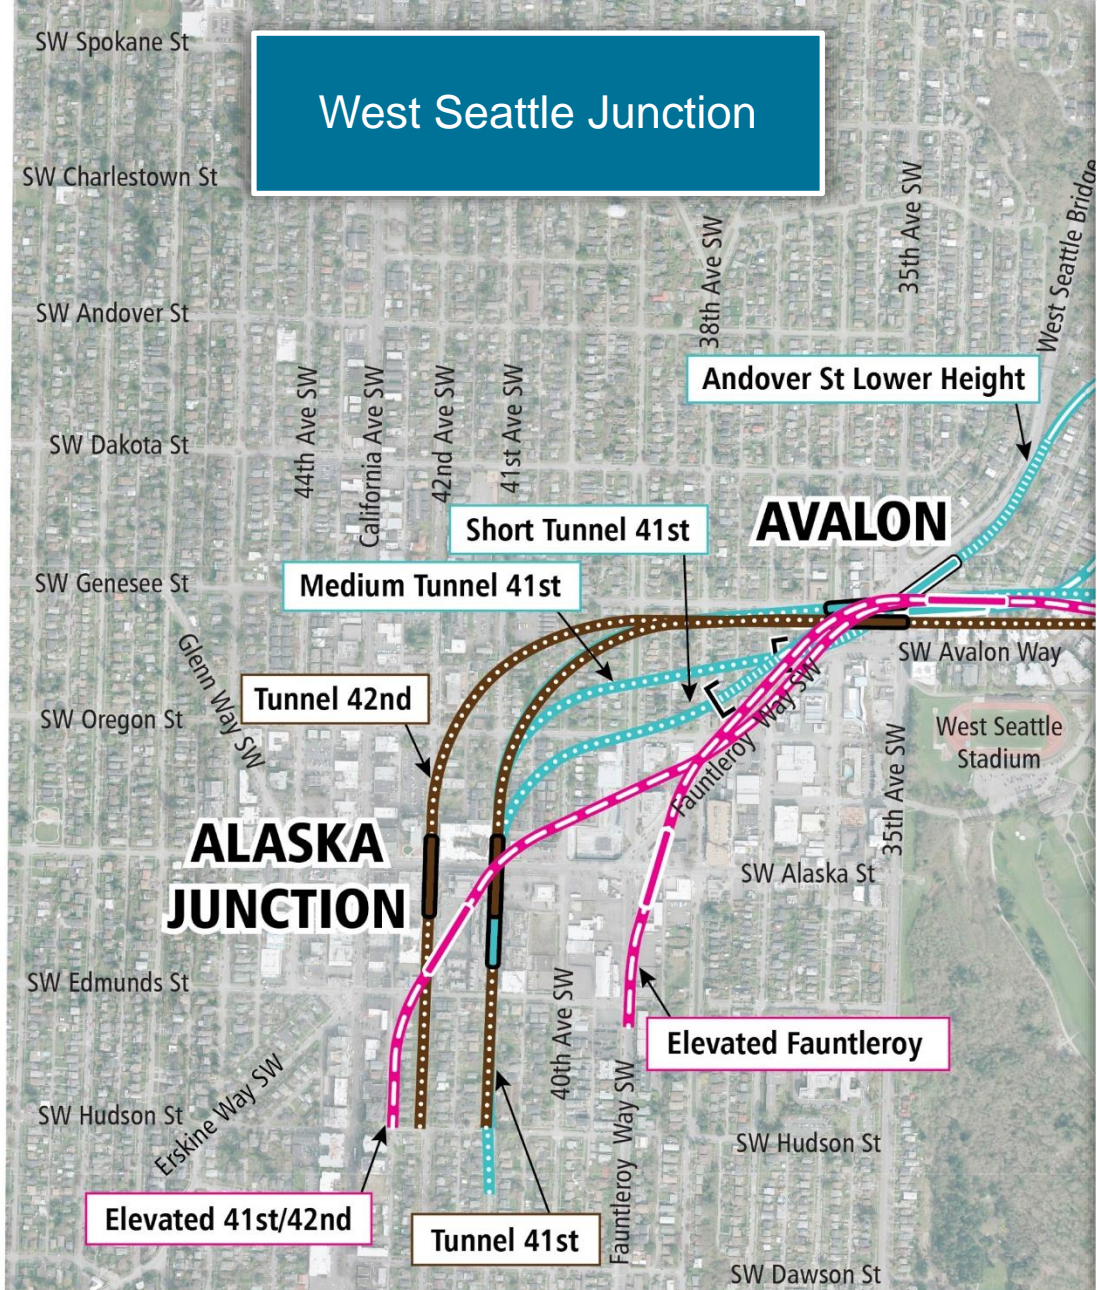 SW Spokane St
West Seattle Junction
SW Charlestown St
35th Ave SW
38th Ave SW
West Seattle Bridge
SW Andover St
Andover St Lower Height
44th Ave SW
California Ave SW
42nd Ave SW
41st Ave SW
SW Dakota St
AVALON
Short Tunnel 41st
SW Genesee St
Medium Tunnel 41st
Glenn Way SW
SW Avalon Way
Tunnel 42nd
SW Oregon St
Fauntleroy Way SW
West Seattle
Stadium
35th Ave SW
ALASKA
JUNCTION
SW Alaska St
SW Edmunds St
40th Ave SW
Elevated Fauntleroy
SW Hudson St
Erskine Way SW
Fauntleroy Way SW
SW Hudson St
Elevated 41st/42nd
Tunnel 41st
SW Dawson St